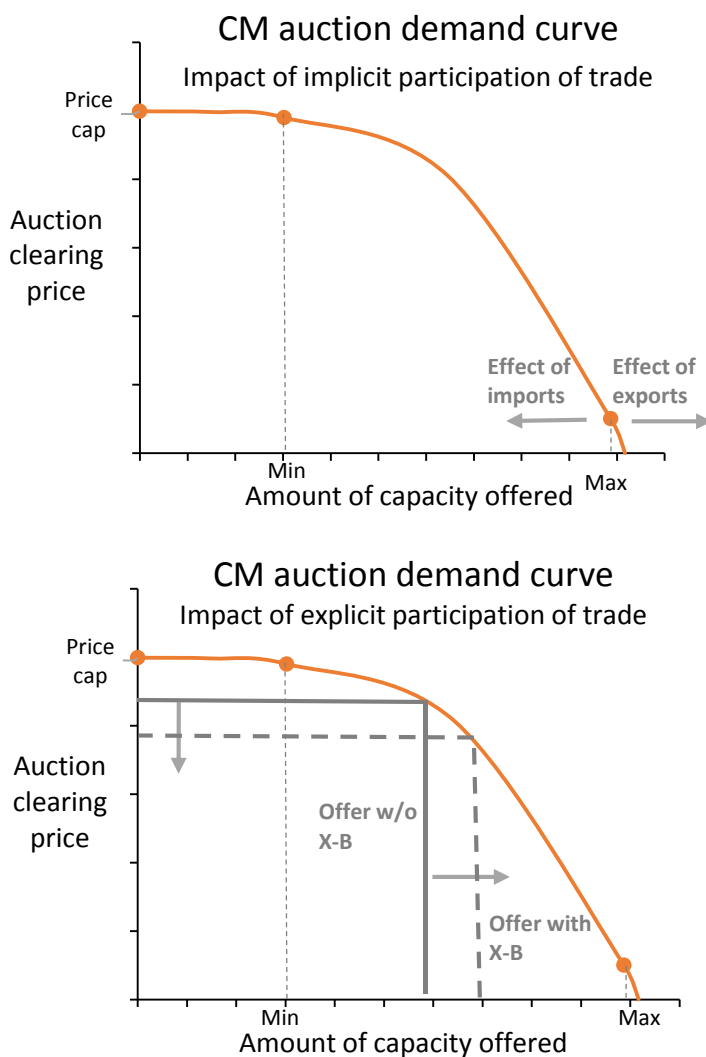 CM auction demand curve
Impact of implicit participation of trade
Price
cap
Auction
clearing
price
Effect of
imports
Effect of
exports
Min
Max
Amount of capacity offered
CM auction demand curve
Impact of explicit participation of trade
Price
cap
Auction
clearing
price
Offer w/o
X-B
Offer with
X-B
Min
Max
Amount of capacity offered